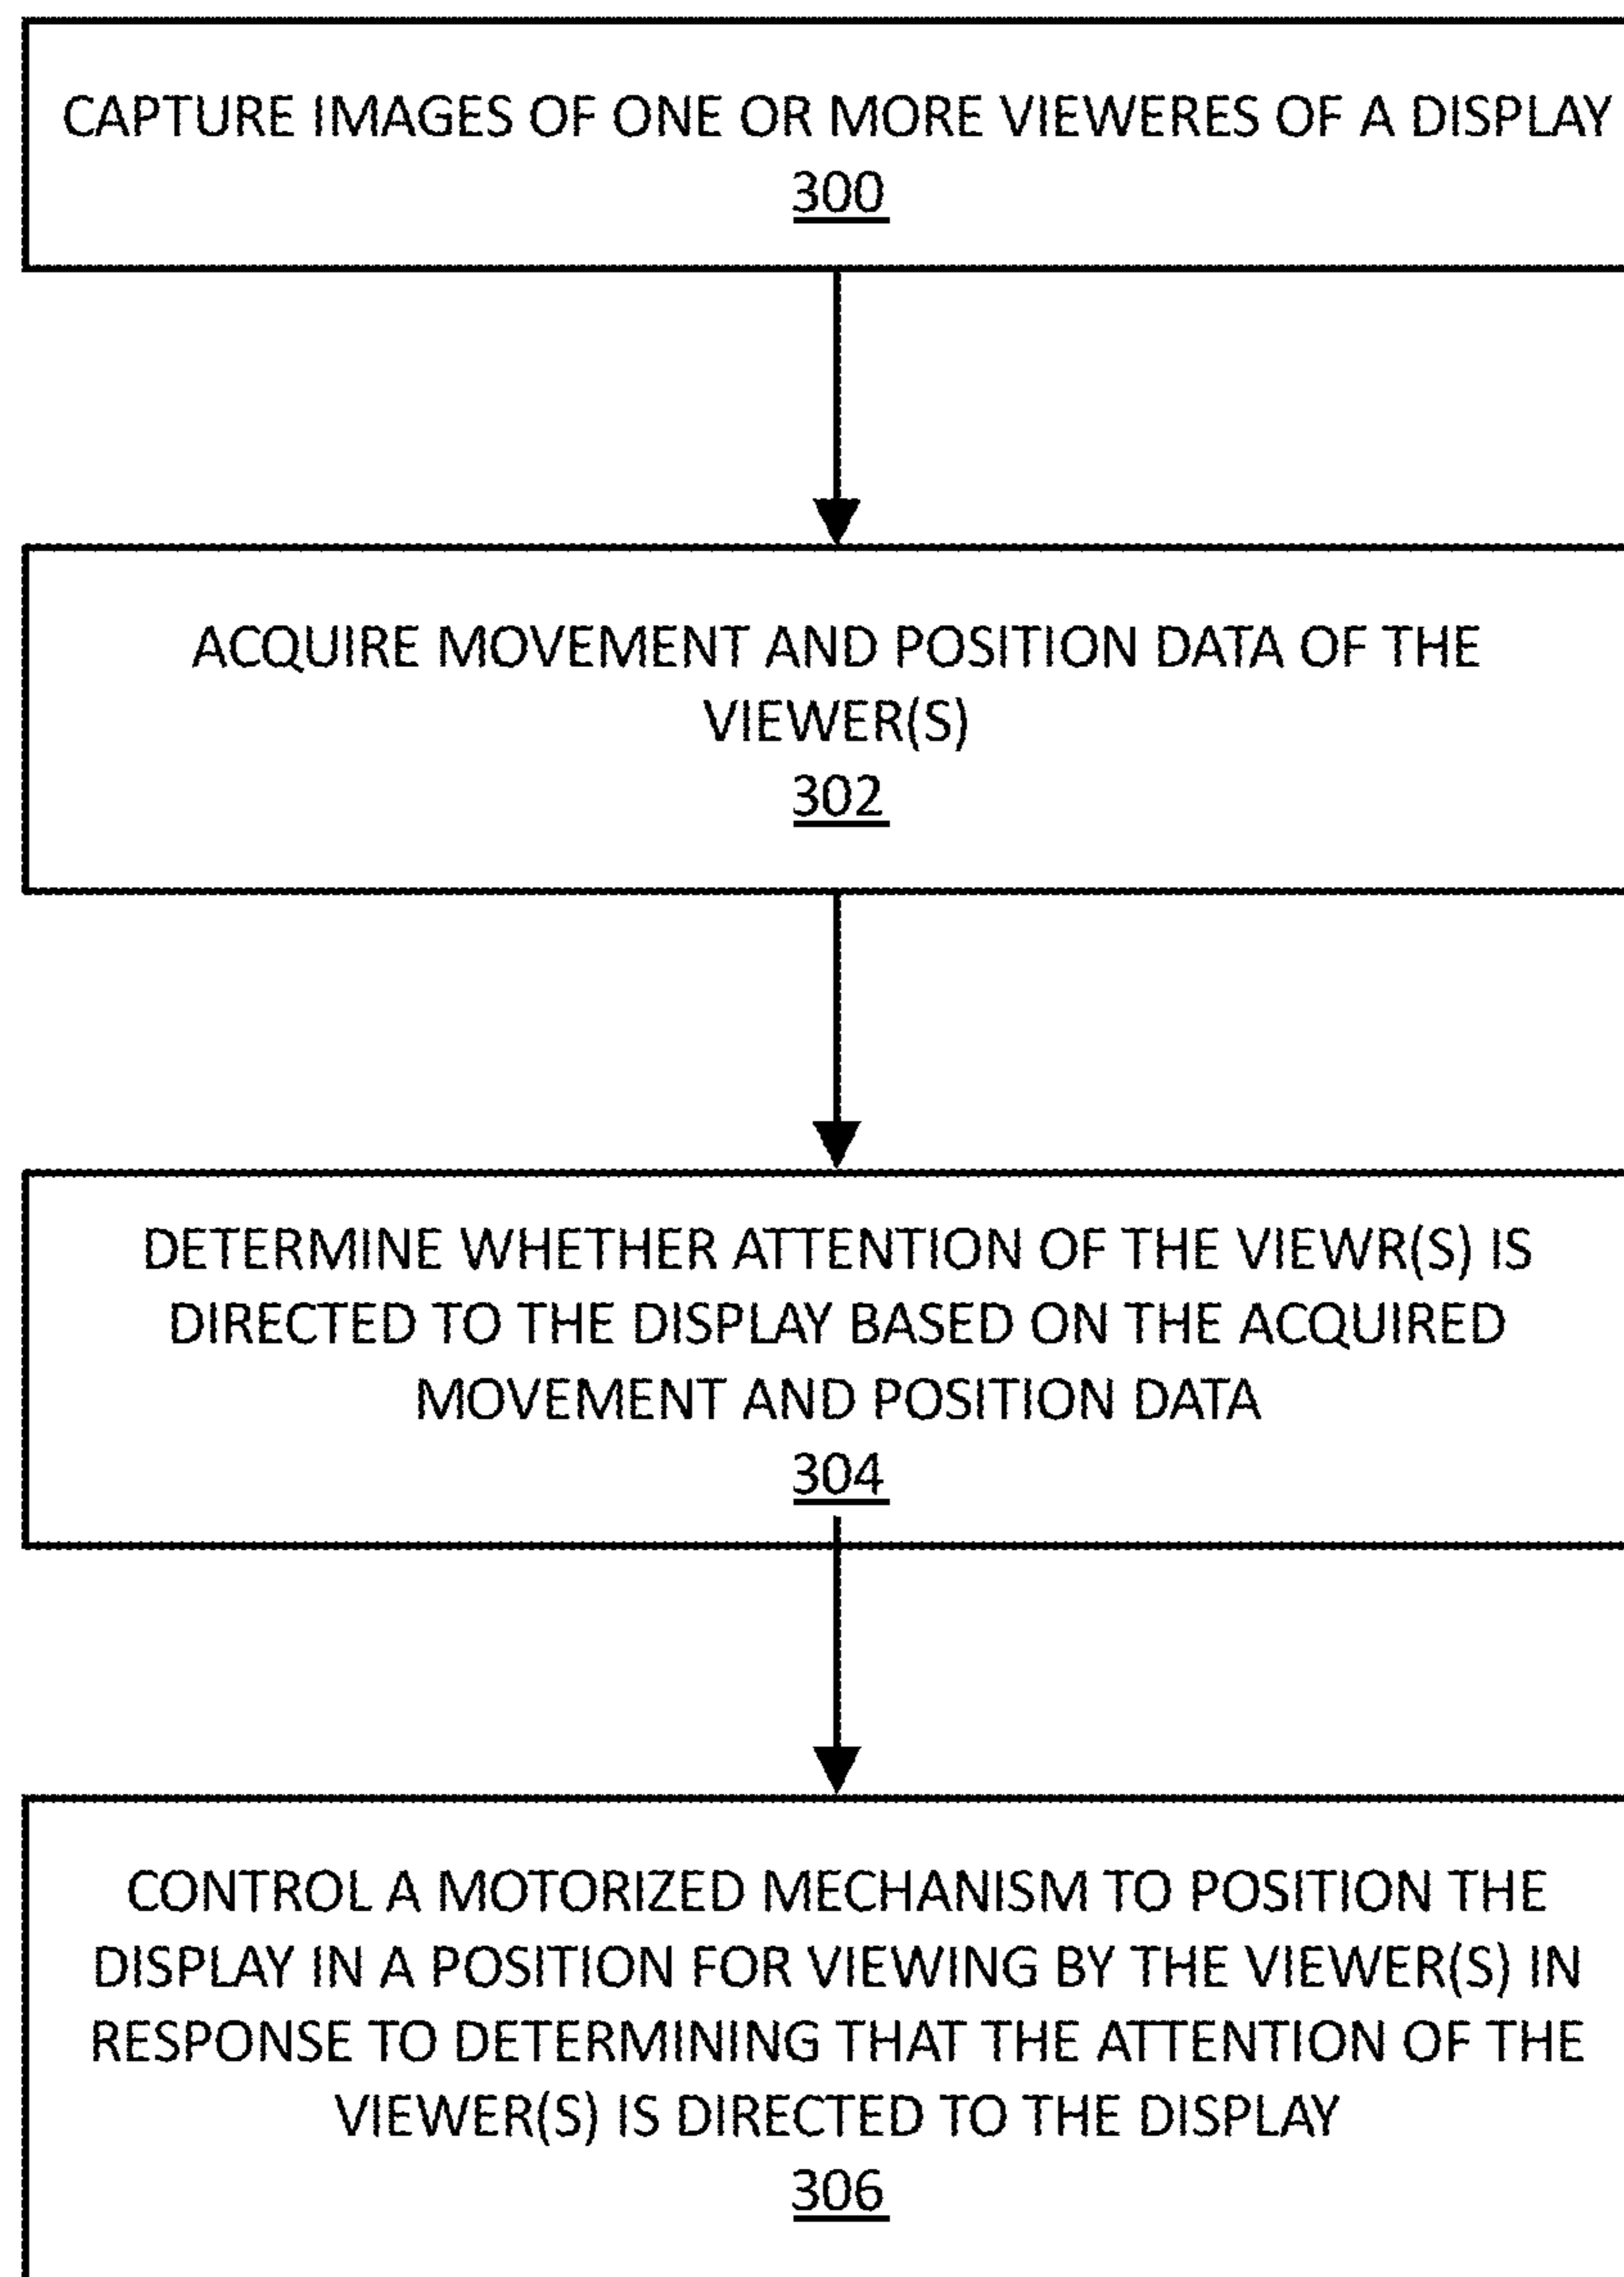 CAPTURE IMAGES OF ONE OR MORE VIEWERES OF A DISPLAY
300
ACQUIRE MOVEMENT AND POSITION DATA OF THE
VIEWER(S)
302
DETERMINE WHETHER ATTENTION OF THE VIEWR(S) IS
DIRECTED TO THE DISPLAY BASED ON THE ACQUIRED
MOVEMENT AND POSITION DATA
304
CONTROL A MOTORIZED MECHANISM TO POSITION THE
DISPLAY IN A POSITION FOR VIEWING BY THE VIEWER(S) IN
RESPONSE TO DETERMINING THAT THE ATTENTION OF THE
VIEWER(S) IS DIRECTED TO THE DISPLAY
306